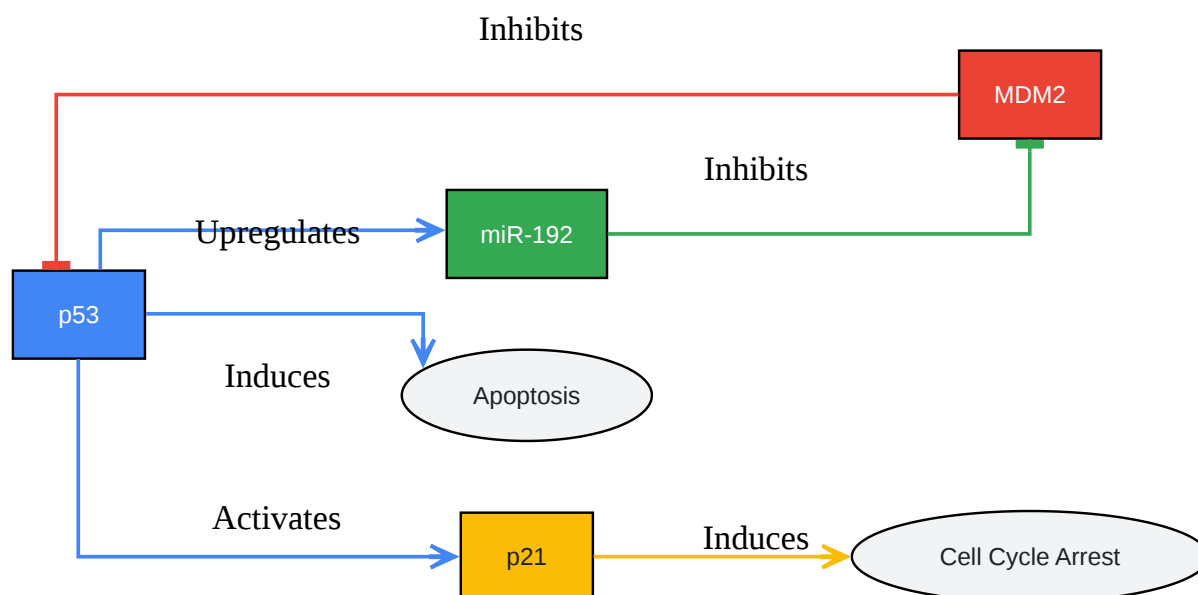 Inhibits
MDM2
Inhibits
Upregulates
miR-192
p53
Induces
Apoptosis
Activates
p21
Induces
Cell Cycle Arrest